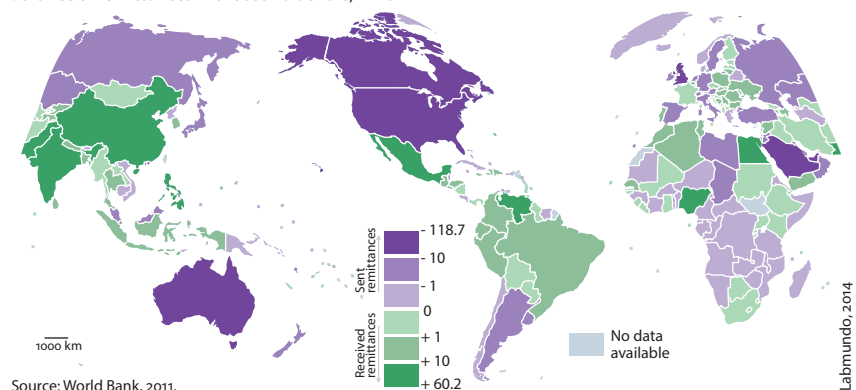 - 118.7
- 10
- 1
0
+ 1
+ 10
+ 60.2
Sent
remittances
Received
remittances
No data
available
1000 km
Source: World Bank, 2011.
Labmundo, 2014